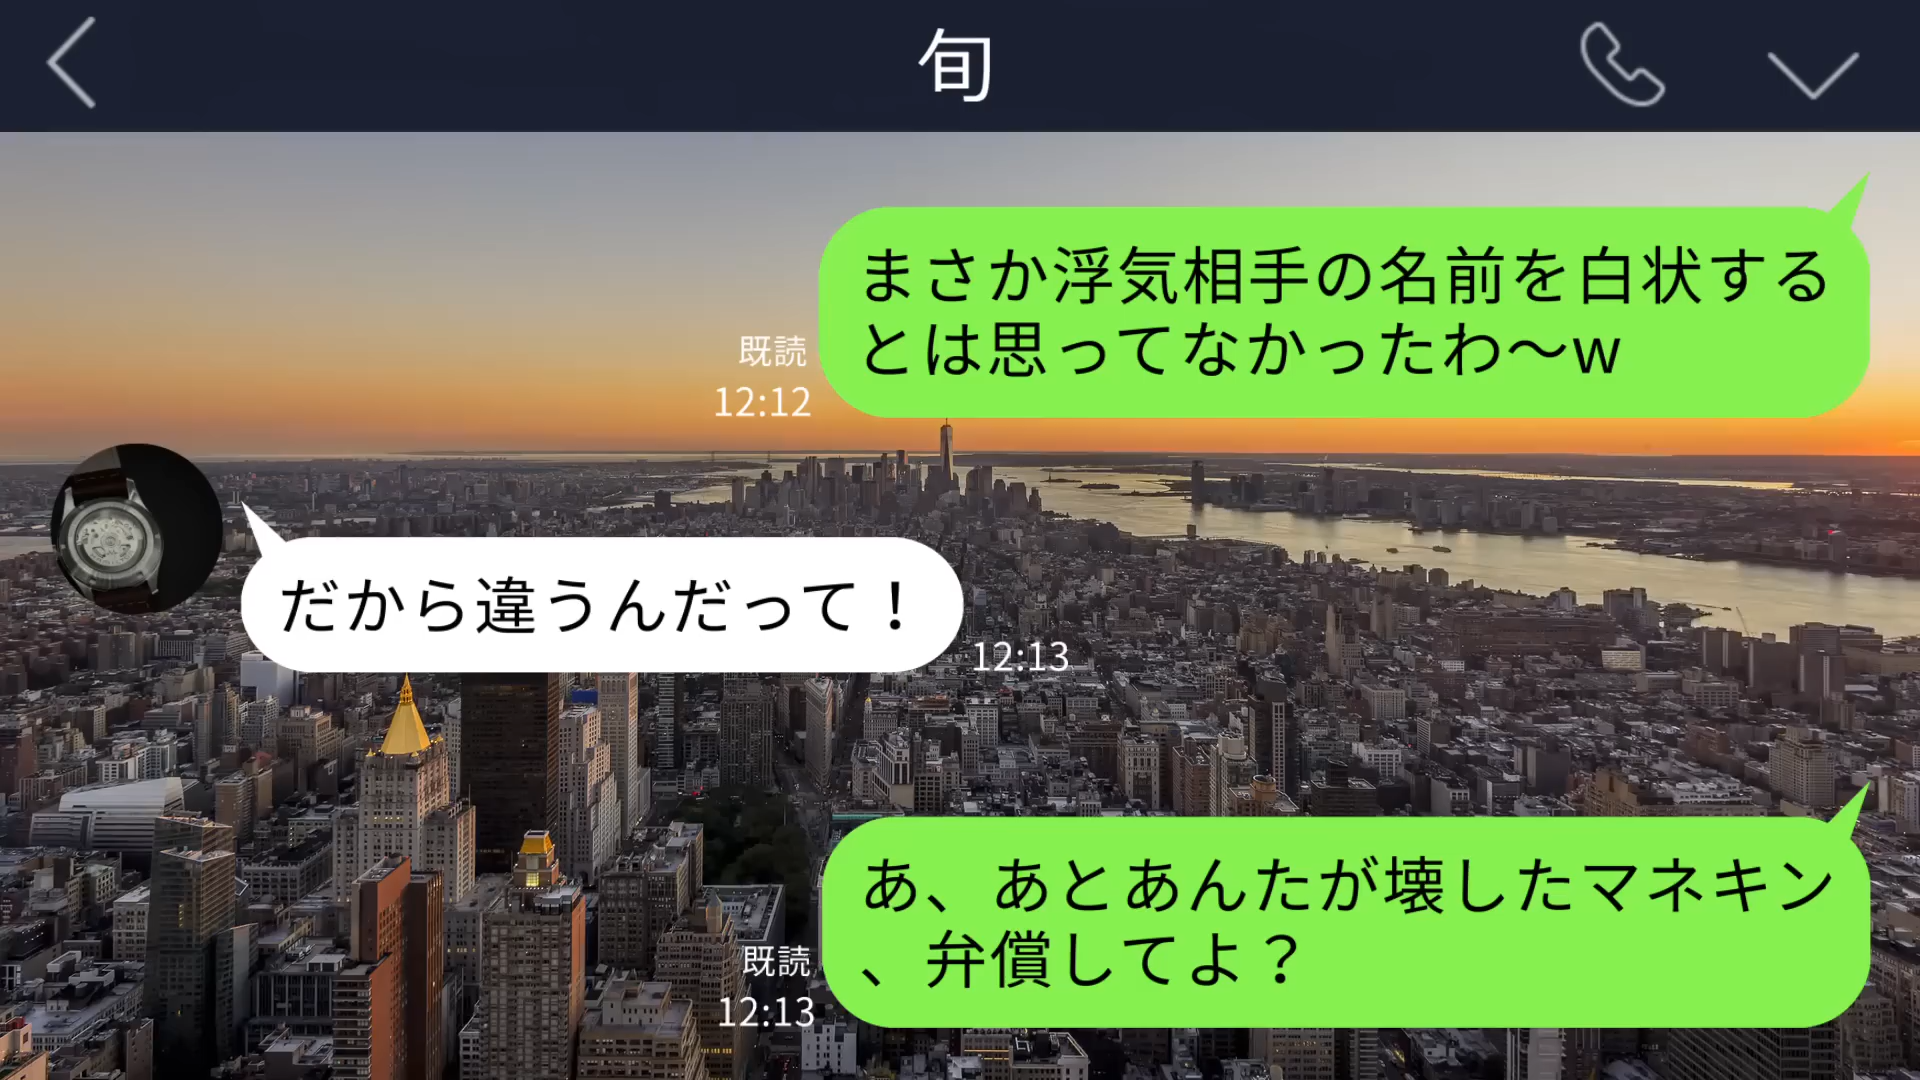 旬
まさか浮気相手の名前を白状する
とは思ってなかったわ～w
既読
12:12
だから違うんだって！
12:13
あ、あとあんたが壊したマネキン
、弁償してよ？
既読
12:13